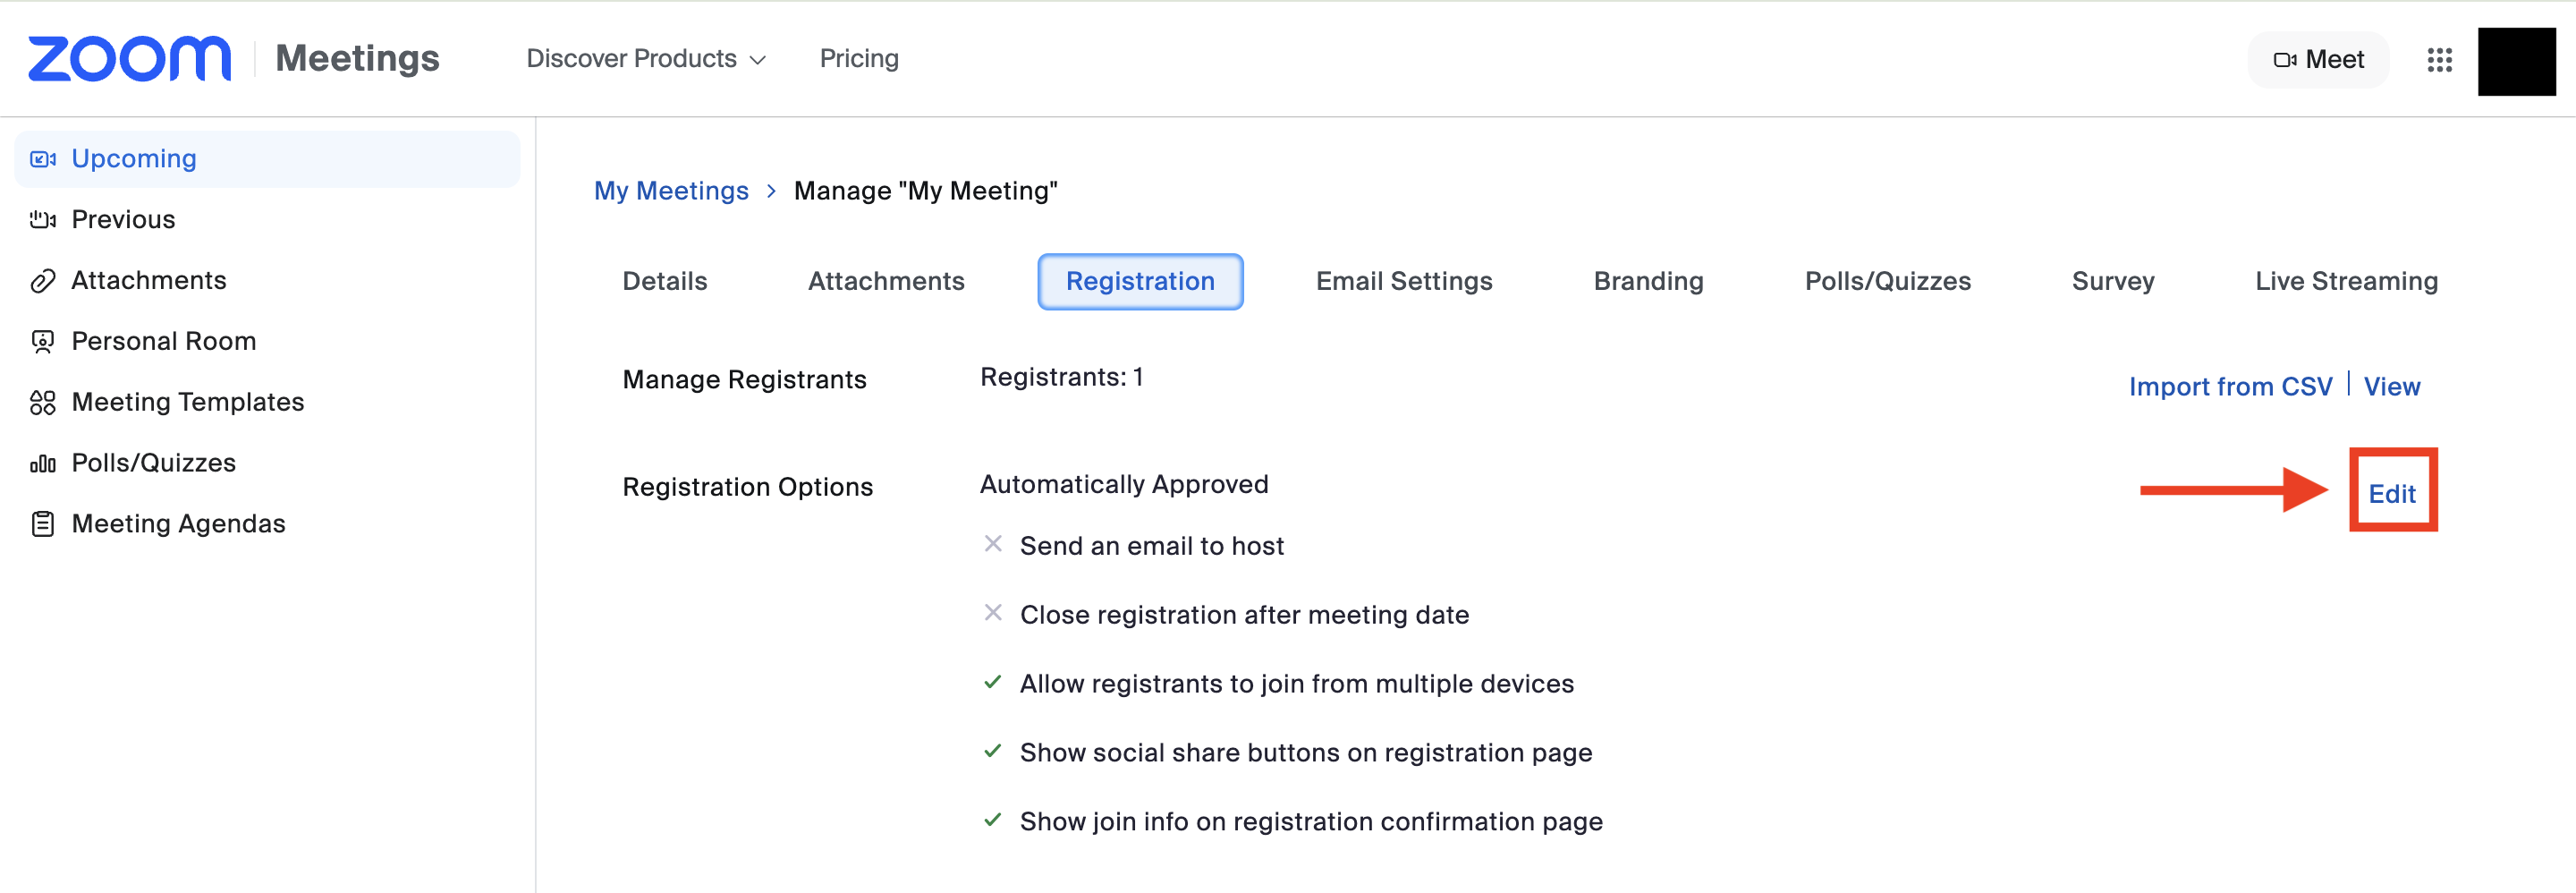 zoom Meetings Discover Products Pricing Meet
Upcoming
Previous
Attachments
Personal Room
Meeting Templates
Polls/Quizzes
Meeting Agendas
My Meetings > Manage "My Meeting"
Details Attachments Registration Email Settings Branding Polls/Quizzes Survey Live Streaming
Manage Registrants Registrants: 1 Import from CSV | View
Registration Options Automatically Approved Edit
Send an email to host
Close registration after meeting date
Allow registrants to join from multiple devices
Show social share buttons on registration page
Show join info on registration confirmation page